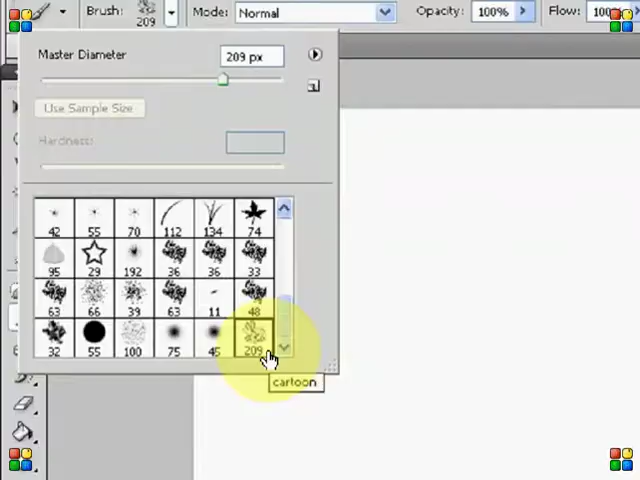 Brush: Mode: Normal Opacity: 100% Flow: 100%
209
Master Diameter 209 px
Use Sample Size
Hardness:
42 55 70 112 134 74
95 29 192 36 36 33
63 66 39 63 11 48
32 55 100 75 45 209
cartoon